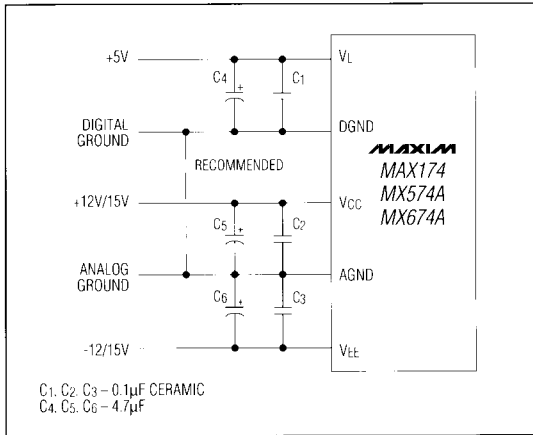 +5V
C4
+
C1
VL
DIGITAL
GROUND
DGND
RECOMMENDED
MAXIM
MAX174
MX574A
MX674A
+12V/15V
VCC
C5
+
C2
ANALOG
GROUND
AGND
C6
+
C3
-12/15V
VEE
C1. C2. C3 – 0.1µF CERAMIC
C4. C5. C6 – 4.7µF